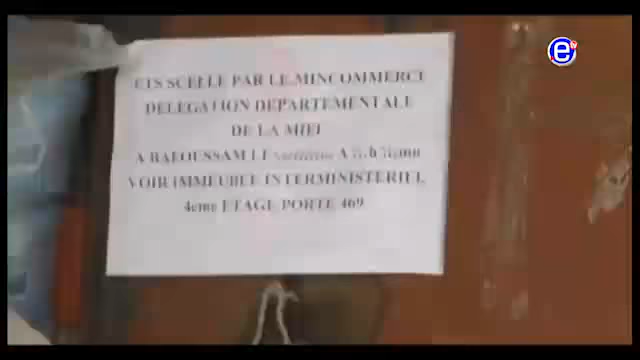 ETS SCELLE PAR LE MINCOMMERCE
DELEGATION DEPARTEMENTALE
DE LA MIFI
A BAFOUSSAM LE A
VOIR IMMEUBLE INTERMINISTERIEL
4eme ETAGE PORTE 469
e